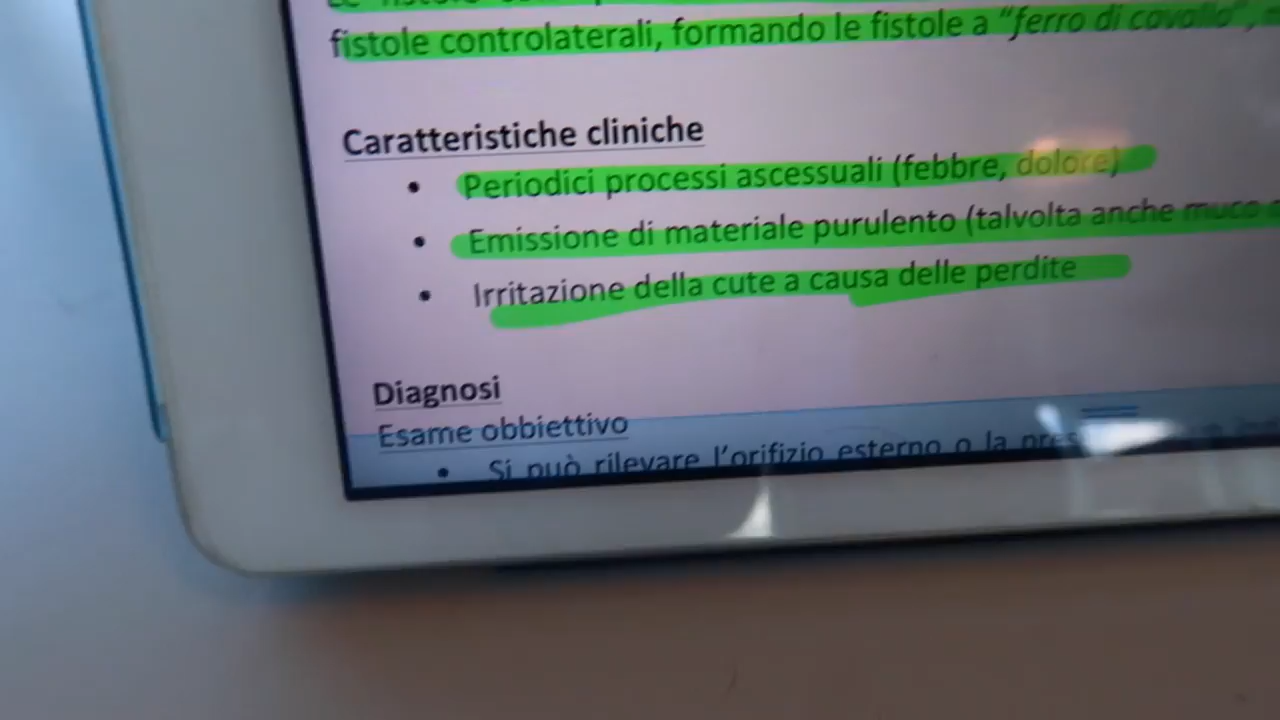 fistole controlaterali, formando le fistole a “ferro di cavallo”,
Caratteristiche cliniche
• Periodici processi ascessuali (febbre, dolore)
• Emissione di materiale purulento (talvolta anche muco
• Irritazione della cute a causa delle perdite
Diagnosi
Esame obbiettivo
• Si può rilevare l’orifizio esterno o la